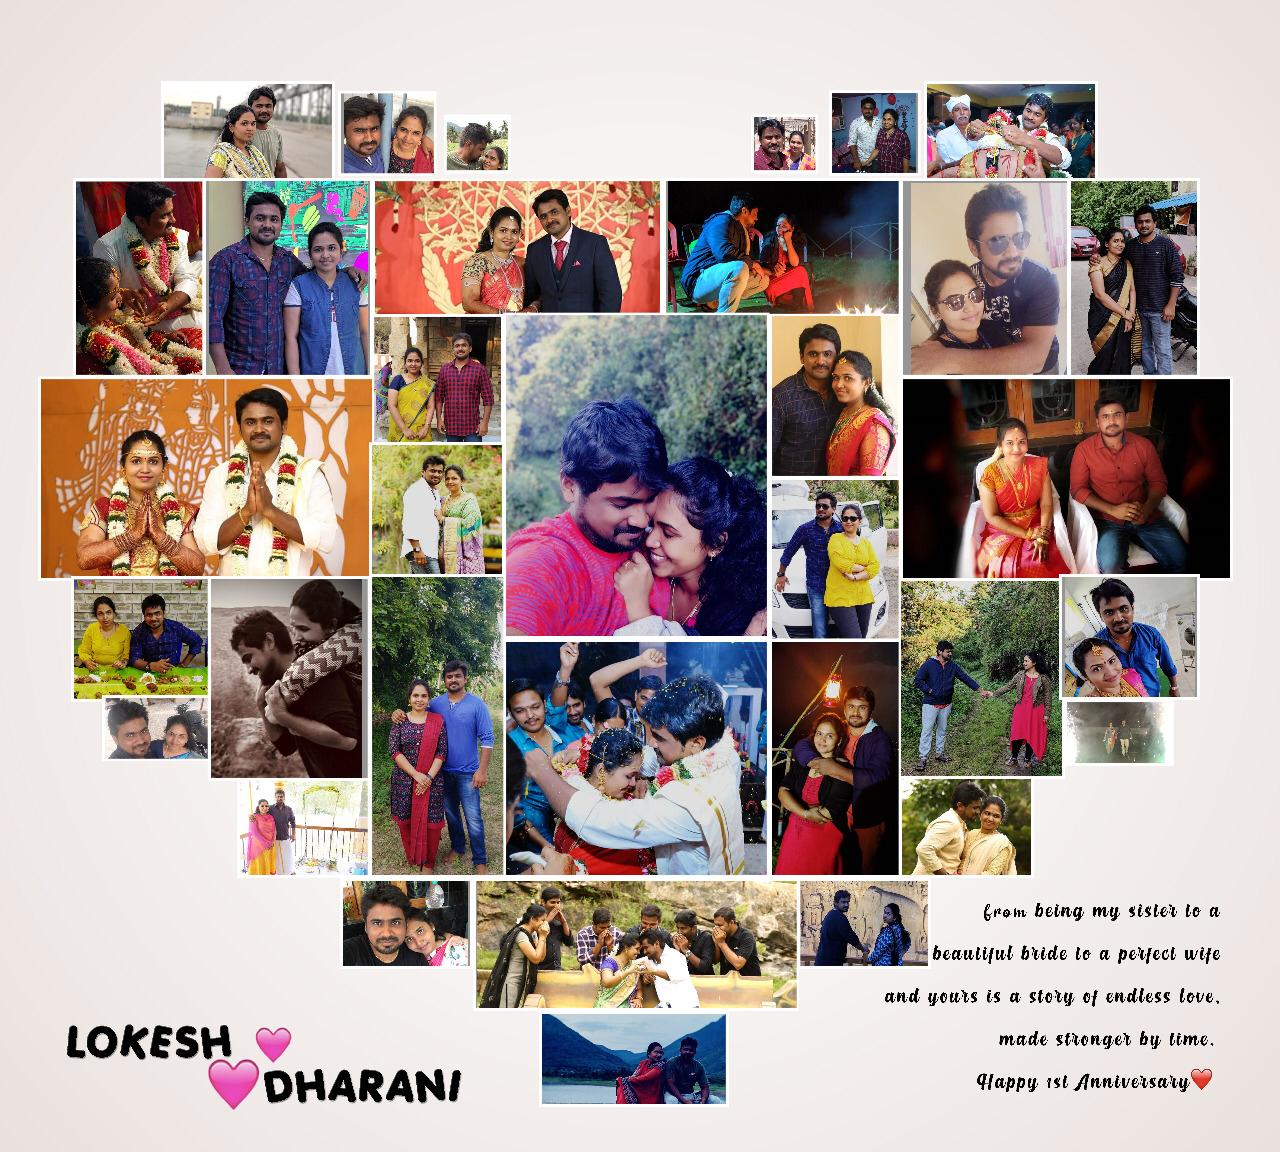 from being my sister to a
beautiful bride to a perfect wife
and yours is a story of endless love,
made stronger by time.
Happy 1st Anniversary❤️
LOKESH
DHARANI